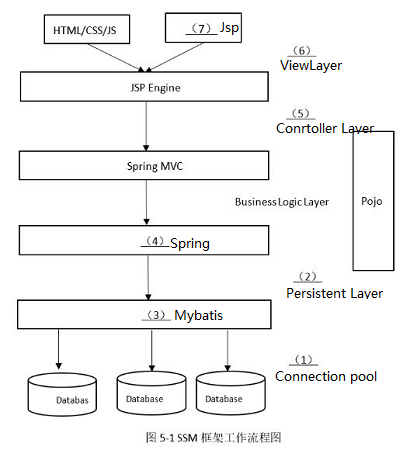 HTML/CSS/JS
（7） Jsp
（6）
ViewLayer
JSP Engine
（5）
Conrtoller Layer
Spring MVC
Business Logic Layer
Pojo
（4） Spring
（2）
Persistent Layer
（3） Mybatis
（1）
Connection pool
Databas
Database
Database
图 5-1 SSM 框架工作流程图